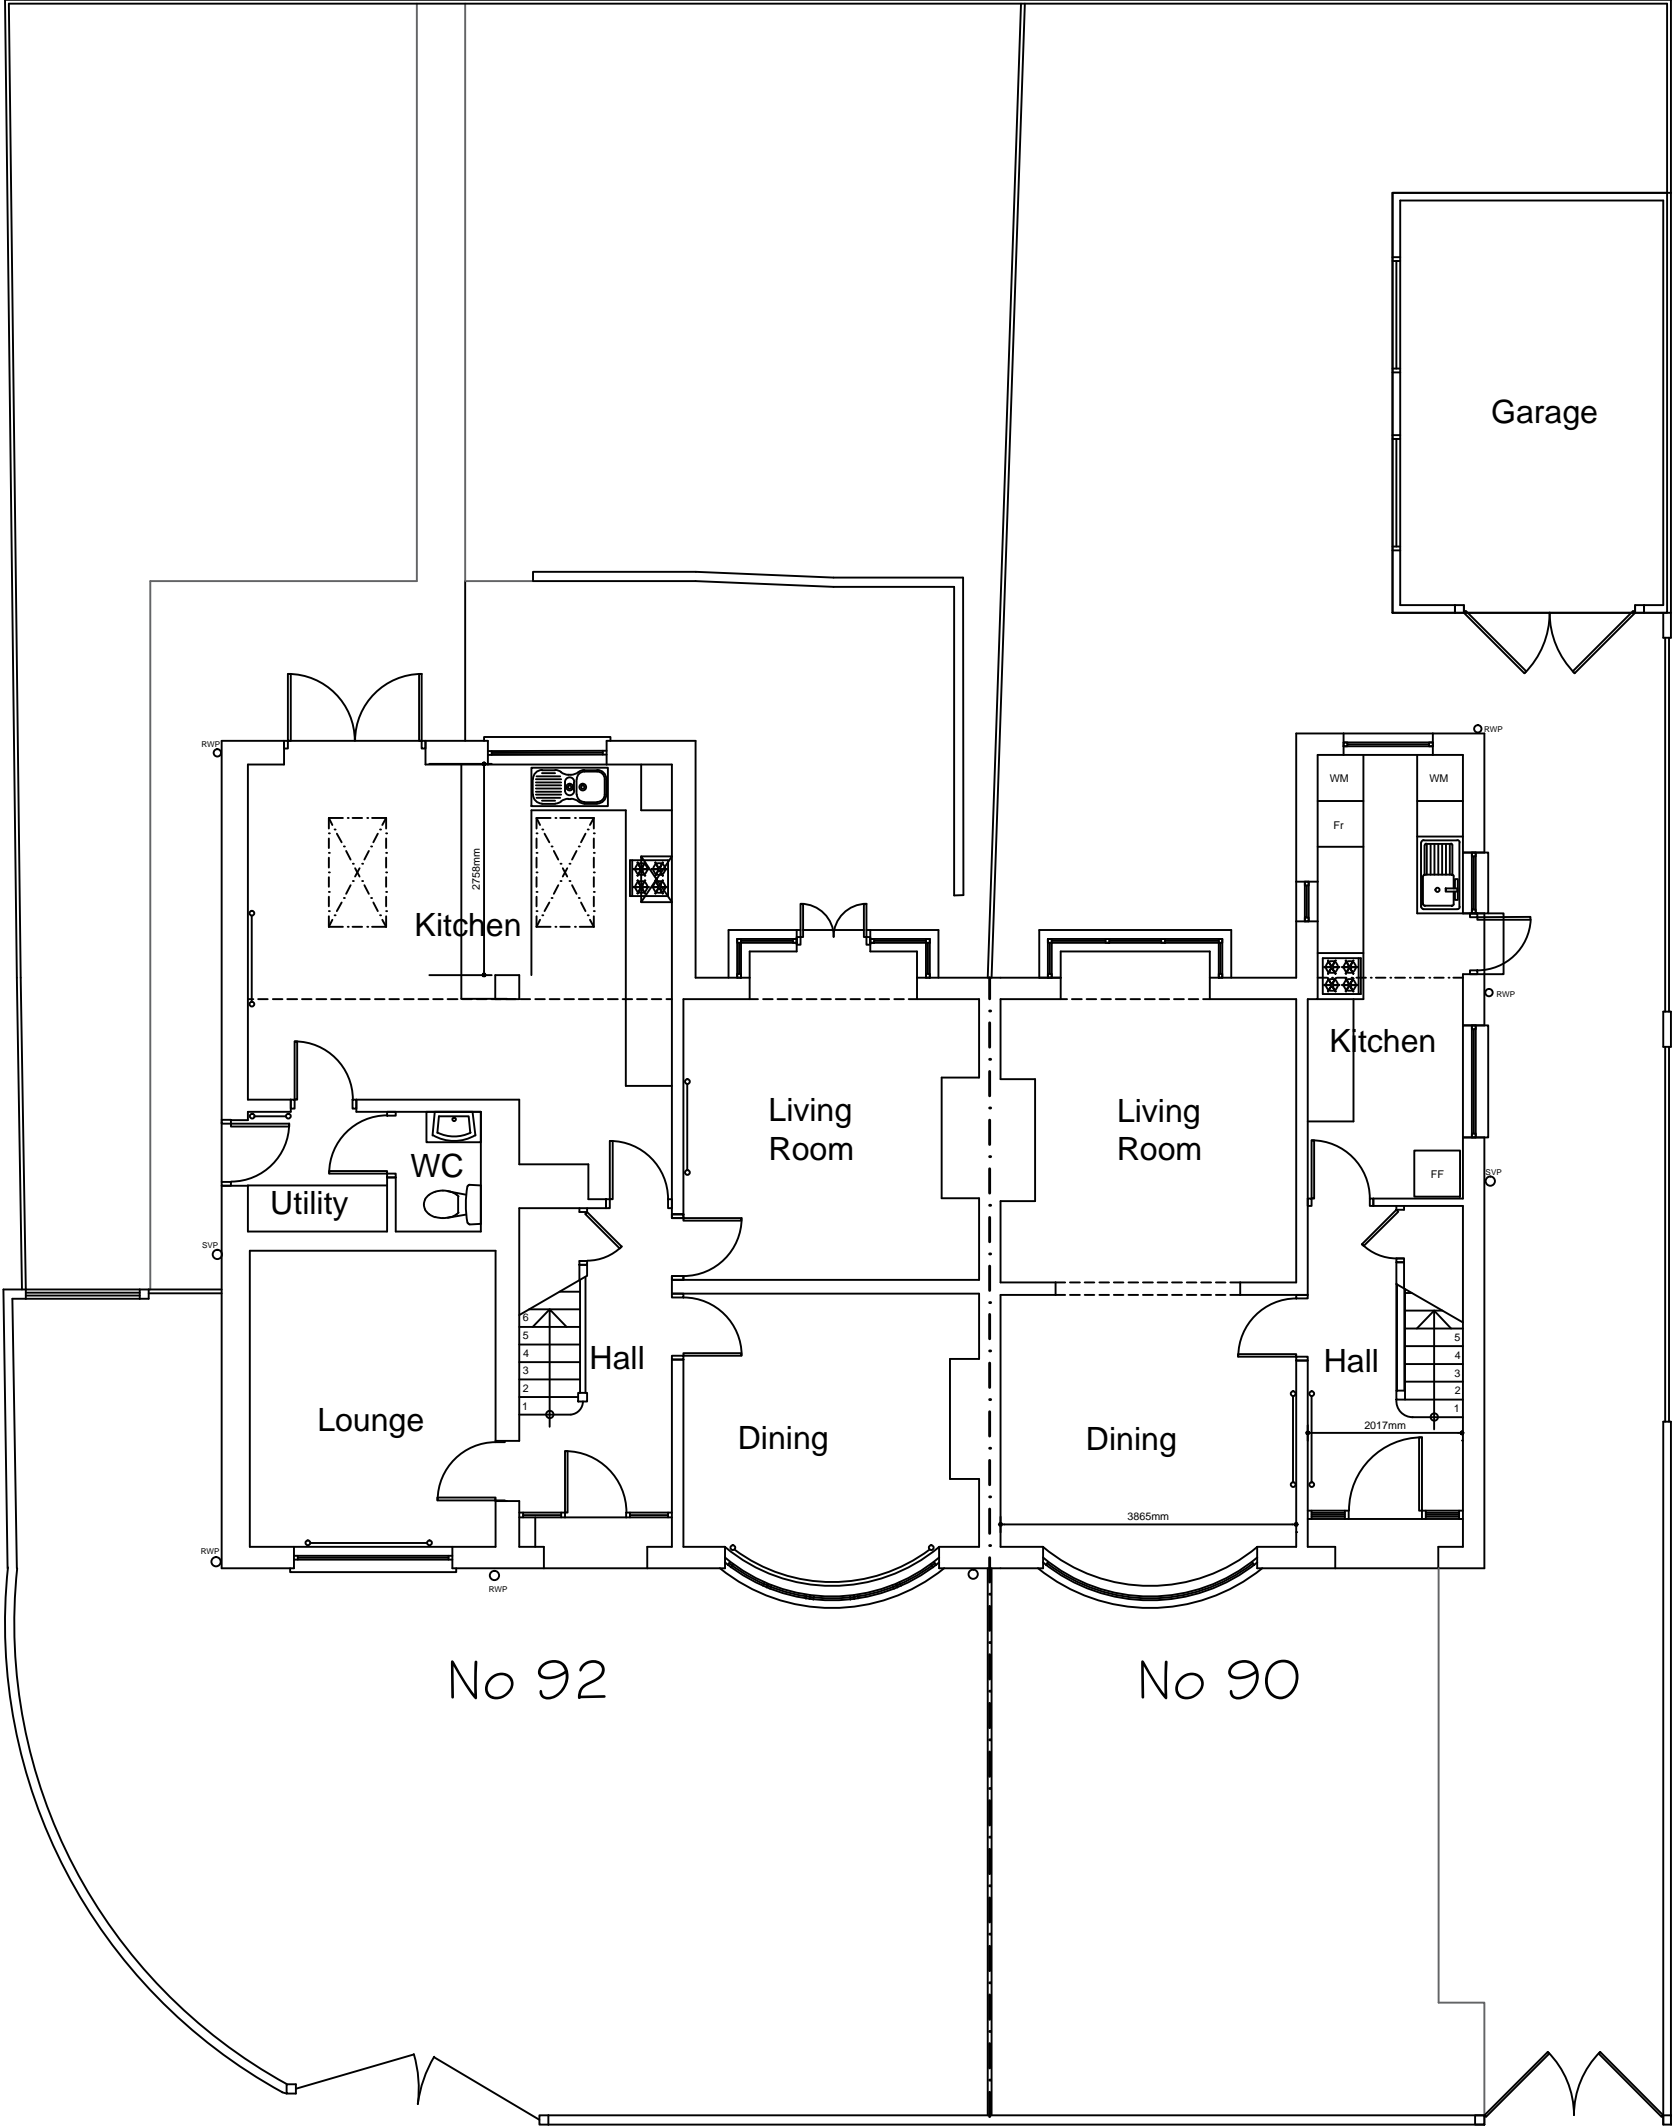 Garage
RWP
RWP
WM
WM
Fr
2758mm
Kitchen
RWP
Kitchen
Living
Room
Living
Room
WC
FF
SVP
Utility
SVP
6
5
4
3
2
1
Hall
Hall
5
4
3
2
1
Lounge
Dining
Dining
2017mm
3865mm
RWP
RWP
No 92
No 90